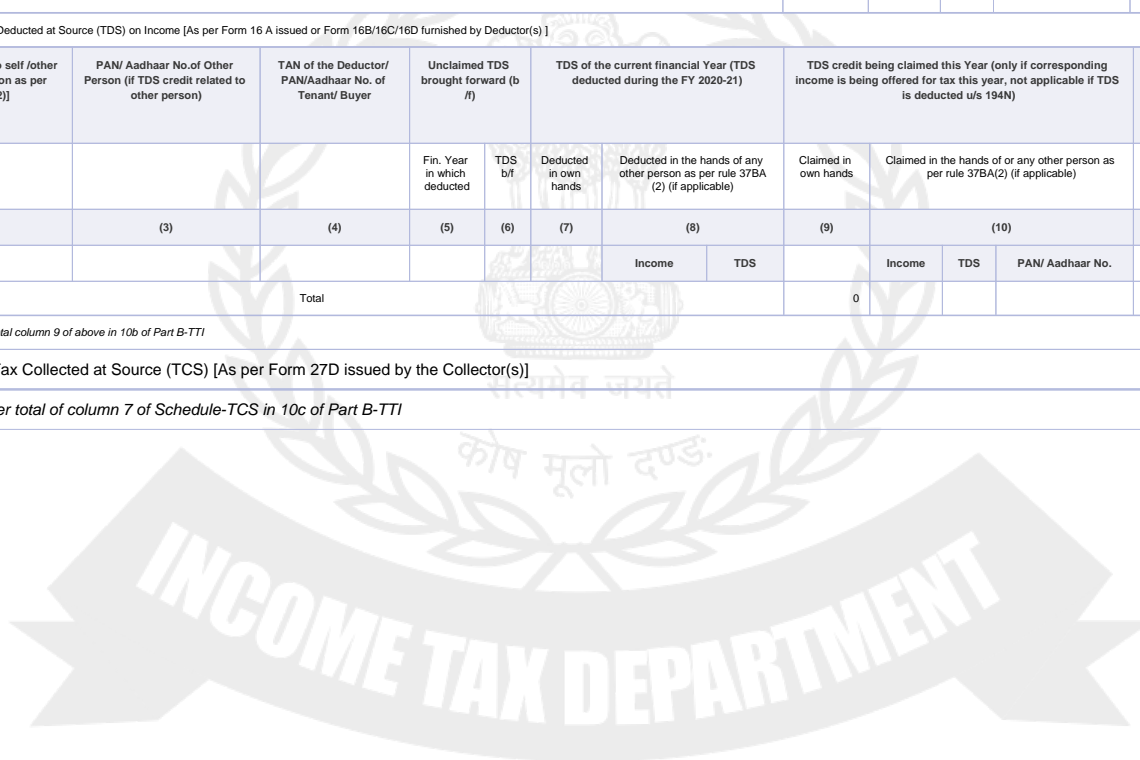 Deducted at Source (TDS) on Income [As per Form 16 A issued or Form 16B/16C/16D furnished by Deductor(s) ]
self /other
on as per
2)]
PAN/ Aadhaar No.of Other
Person (if TDS credit related to
other person)
TAN of the Deductor/
PAN/Aadhaar No. of
Tenant/ Buyer
Unclaimed TDS
brought forward (b
/f)
TDS of the current financial Year (TDS
deducted during the FY 2020-21)
TDS credit being claimed this Year (only if corresponding
income is being offered for tax this year, not applicable if TDS
is deducted u/s 194N)
Fin. Year
in which
deducted
TDS
b/f
Deducted
in own
hands
Deducted in the hands of any
other person as per rule 37BA
(2) (if applicable)
Claimed in
own hands
Claimed in the hands of or any other person as
per rule 37BA(2) (if applicable)
(3) (4) (5) (6) (7) (8) (9) (10)
Income TDS Income TDS PAN/ Aadhaar No.
Total 0
tal column 9 of above in 10b of Part B-TTI
ax Collected at Source (TCS) [As per Form 27D issued by the Collector(s)]
सत्यमेव जयते
er total of column 7 of Schedule-TCS in 10c of Part B-TTI
कोष मूलो दण्डः
INCOME TAX DEPARTMENT